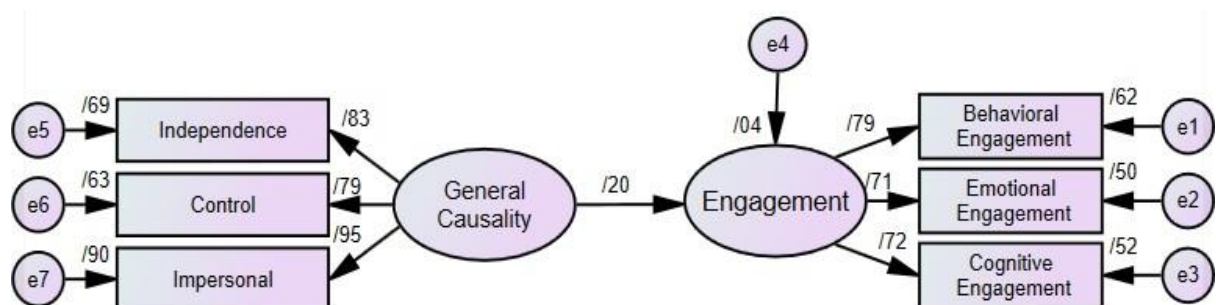 e4
/69
/83
e5
Independence
/04
/79
Behavioral
Engagement
/62
e1
/63
/79
e6
Control
General
Causality
/20
Engagement
/71
Emotional
Engagement
/50
e2
/90
/95
e7
Impersonal
/72
Cognitive
Engagement
/52
e3